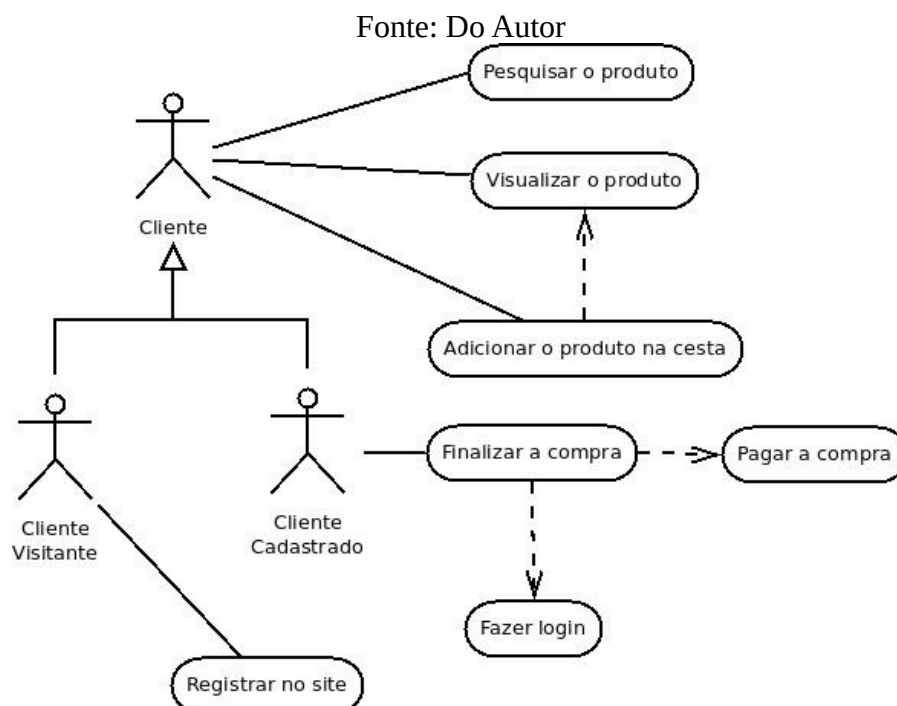 Fonte: Do Autor
Pesquisar o produto
Visualizar o produto
Cliente
Adicionar o produto na cesta
Finalizar a compra
Pagar a compra
Cliente
Visitante
Cliente
Cadastrado
Fazer login
Registrar no site